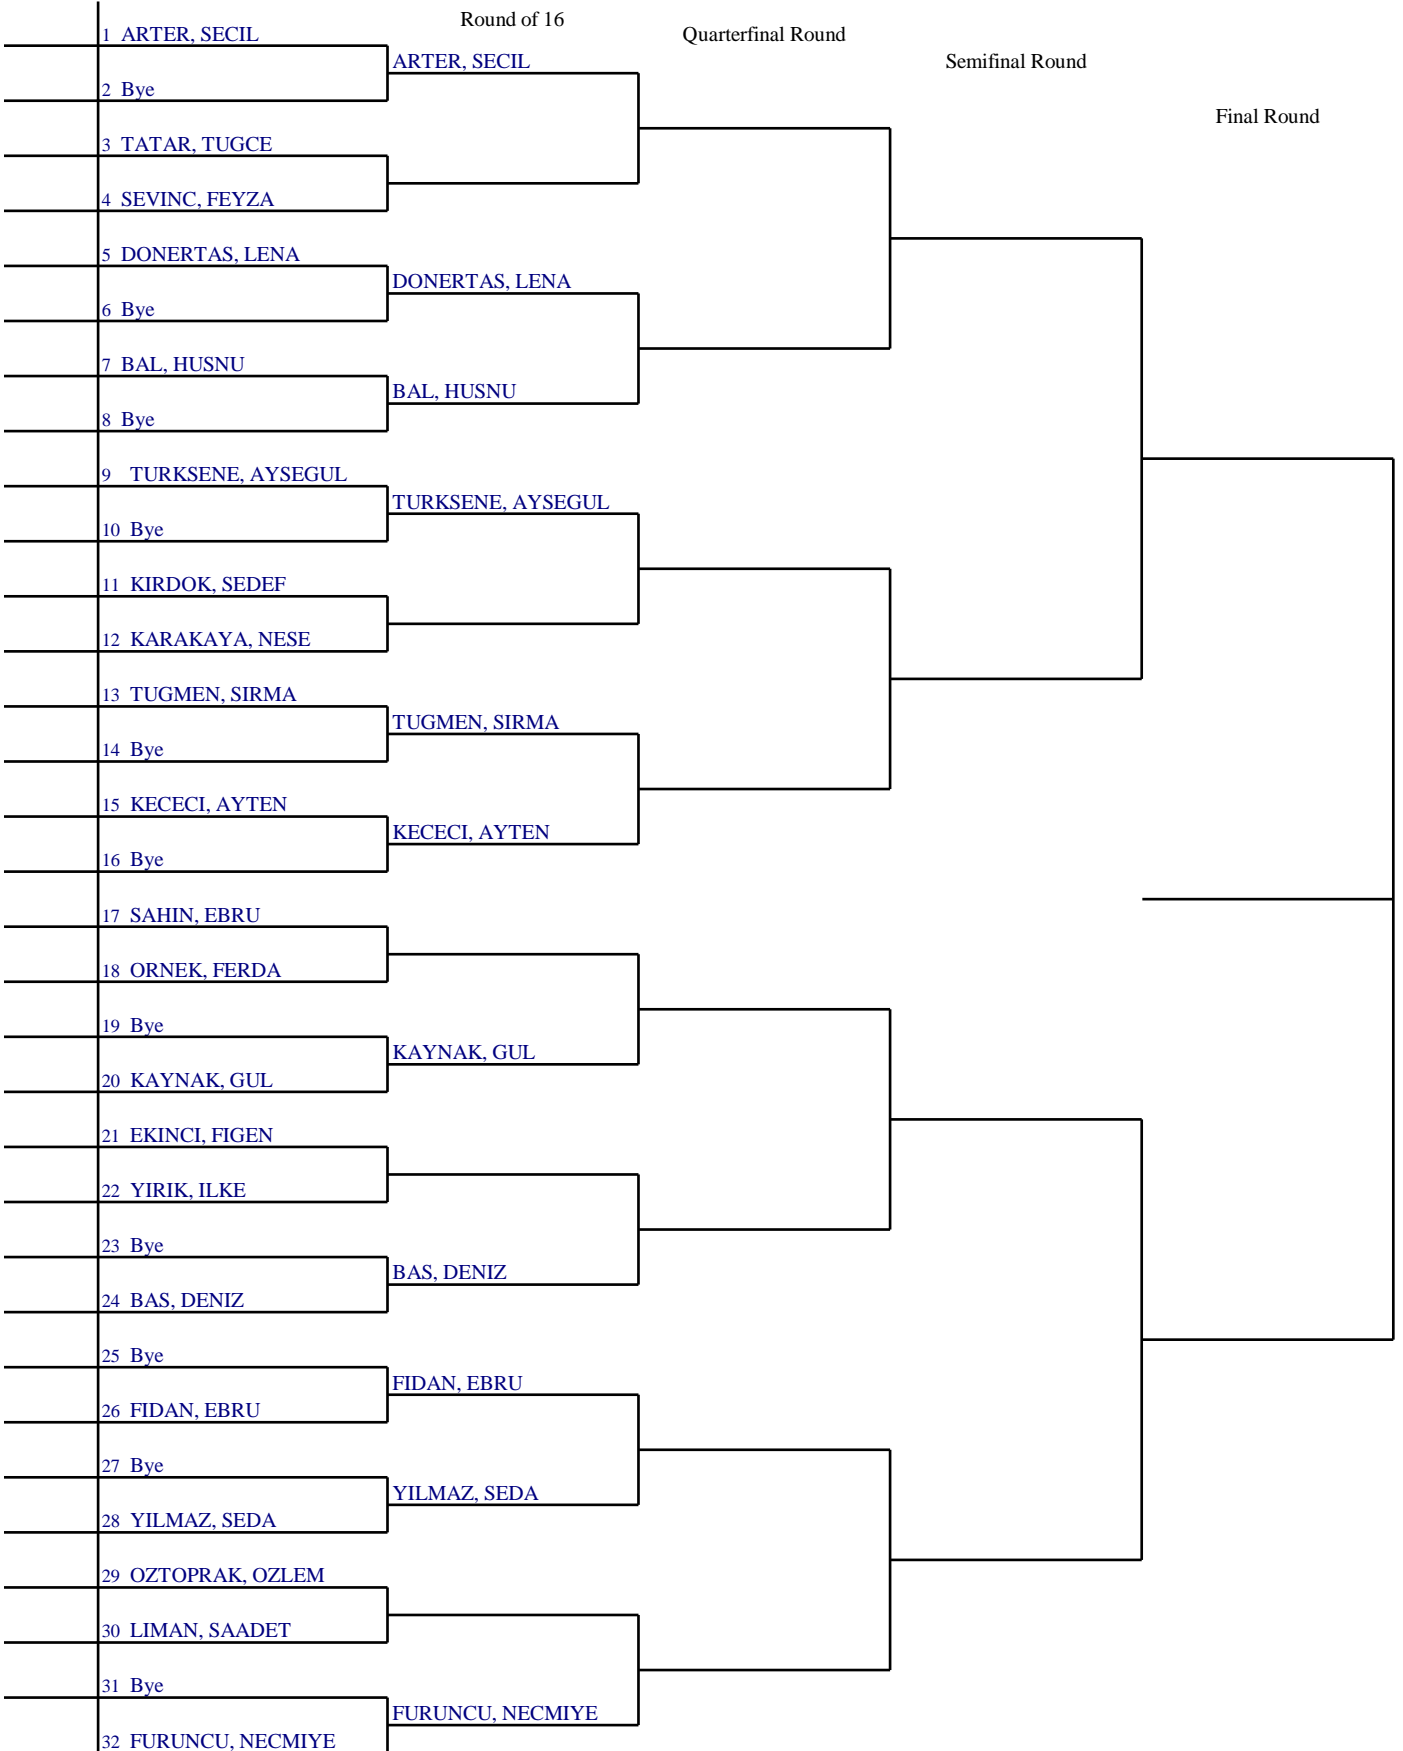 Round of 16
Quarterfinal Round
Semifinal Round
Final Round
1 ARTER, SECIL
ARTER, SECIL
2 Bye
3 TATAR, TUGCE
4 SEVINC, FEYZA
5 DONERTAS, LENA
DONERTAS, LENA
6 Bye
7 BAL, HUSNU
BAL, HUSNU
8 Bye
9 TURKSENE, AYSEGUL
TURKSENE, AYSEGUL
10 Bye
11 KIRDOK, SEDEF
12 KARAKAYA, NESE
13 TUGMEN, SIRMA
TUGMEN, SIRMA
14 Bye
15 KECECI, AYTEN
KECECI, AYTEN
16 Bye
17 SAHIN, EBRU
18 ORNEK, FERDA
19 Bye
KAYNAK, GUL
20 KAYNAK, GUL
21 EKINCI, FIGEN
22 YIRIK, ILKE
23 Bye
BAS, DENIZ
24 BAS, DENIZ
25 Bye
FIDAN, EBRU
26 FIDAN, EBRU
27 Bye
YILMAZ, SEDA
28 YILMAZ, SEDA
29 OZTOPRAK, OZLEM
30 LIMAN, SAADET
31 Bye
FURUNCU, NECMIYE
32 FURUNCU, NECMIYE